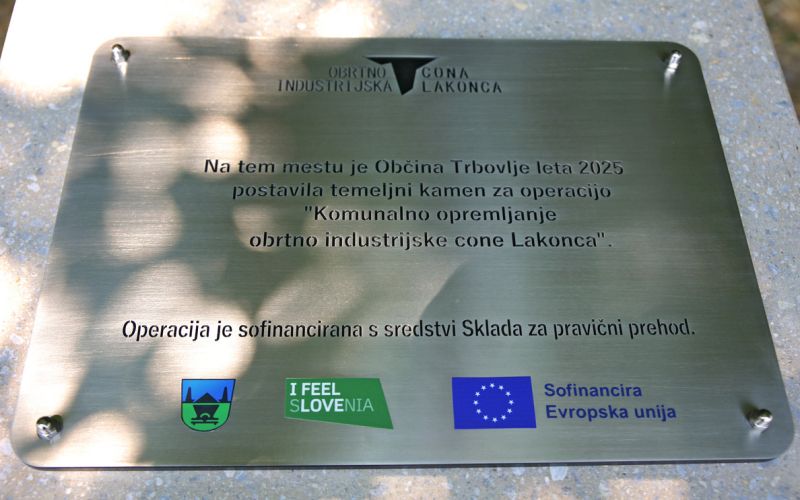 OBRTNO CONA
INDUSTRIJSKA LAKONCA
Na tem mestu je Občina Trbovlje leta 2025
postavila temeljni kamen za operacijo
"Komunalno opremljanje
obrtno industrijske cone Lakonca".
Operacija je sofinancirana s sredstvi Sklada za pravični prehod.
I FEEL
SLOVENIA
Sofinancira
Evropska unija